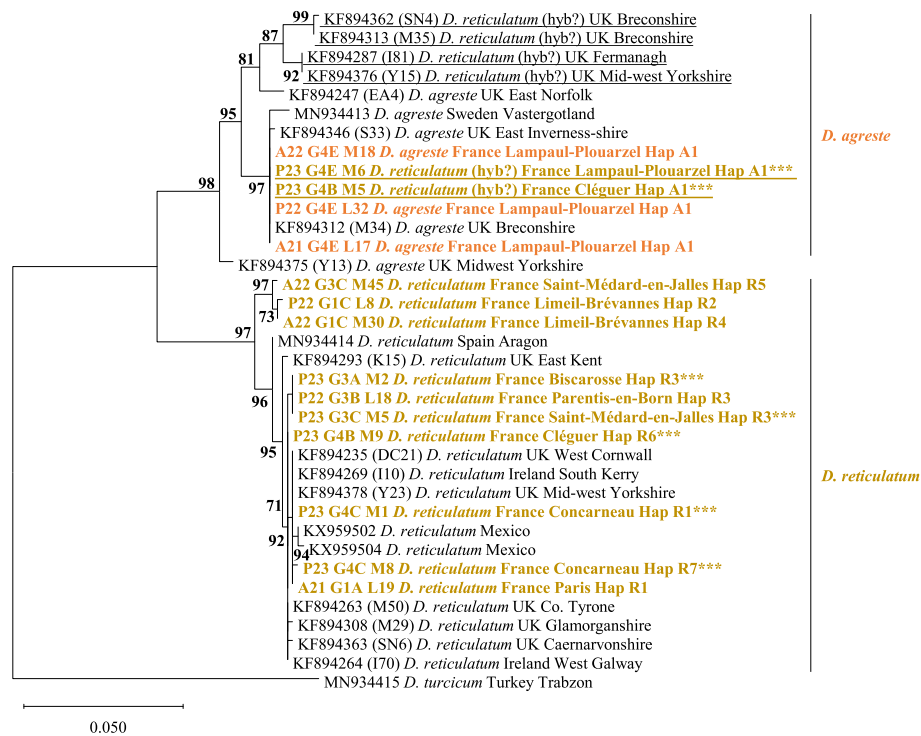 99
KF894362 (SN4) D. reticulatum (hyb?) UK Breconshire
87
KF894313 (M35) D. reticulatum (hyb?) UK Breconshire
81
KF894287 (I81) D. reticulatum (hyb?) UK Fermanagh
92
KF894376 (Y15) D. reticulatum (hyb?) UK Mid-west Yorkshire
KF894247 (EA4) D. agreste UK East Norfolk
95
MN934413 D. agreste Sweden Vastergotland
KF894346 (S33) D. agreste UK East Inverness-shire
D. agreste
A22 G4E M18 D. agreste France Lampaul-Plouarzel Hap A1
P23 G4E M6 D. reticulatum (hyb?) France Lampaul-Plouarzel Hap A1***
98
97
P23 G4B M5 D. reticulatum (hyb?) France Cléguer Hap A1***
P22 G4E L32 D. agreste France Lampaul-Plouarzel Hap A1
KF894312 (M34) D. agreste UK Breconshire
A21 G4E L17 D. agreste France Lampaul-Plouarzel Hap A1
KF894375 (Y13) D. agreste UK Midwest Yorkshire
97
A22 G3C M45 D. reticulatum France Saint-Médard-en-Jalles Hap R5
P22 G1C L8 D. reticulatum France Limeil-Brévannes Hap R2
73
A22 G1C M30 D. reticulatum France Limeil-Brévannes Hap R4
97
MN934414 D. reticulatum Spain Aragon
KF894293 (K15) D. reticulatum UK East Kent
P23 G3A M2 D. reticulatum France Biscarosse Hap R3***
96
P22 G3B L18 D. reticulatum France Parentis-en-Born Hap R3
P23 G3C M5 D. reticulatum France Saint-Médard-en-Jalles Hap R3***
P23 G4B M9 D. reticulatum France Cléguer Hap R6***
95
KF894235 (DC21) D. reticulatum UK West Cornwall
KF894269 (I10) D. reticulatum Ireland South Kerry
D. reticulatum
KF894378 (Y23) D. reticulatum UK Mid-west Yorkshire
71
P23 G4C M1 D. reticulatum France Concarneau Hap R1***
KX959502 D. reticulatum Mexico
92
KX959504 D. reticulatum Mexico
94
P23 G4C M8 D. reticulatum France Concarneau Hap R7***
A21 G1A L19 D. reticulatum France Paris Hap R1
KF894263 (M50) D. reticulatum UK Co. Tyrone
KF894308 (M29) D. reticulatum UK Glamorganshire
KF894363 (SN6) D. reticulatum UK Caernarvonshire
KF894264 (I70) D. reticulatum Ireland West Galway
MN934415 D. turcicum Turkey Trabzon
0.050